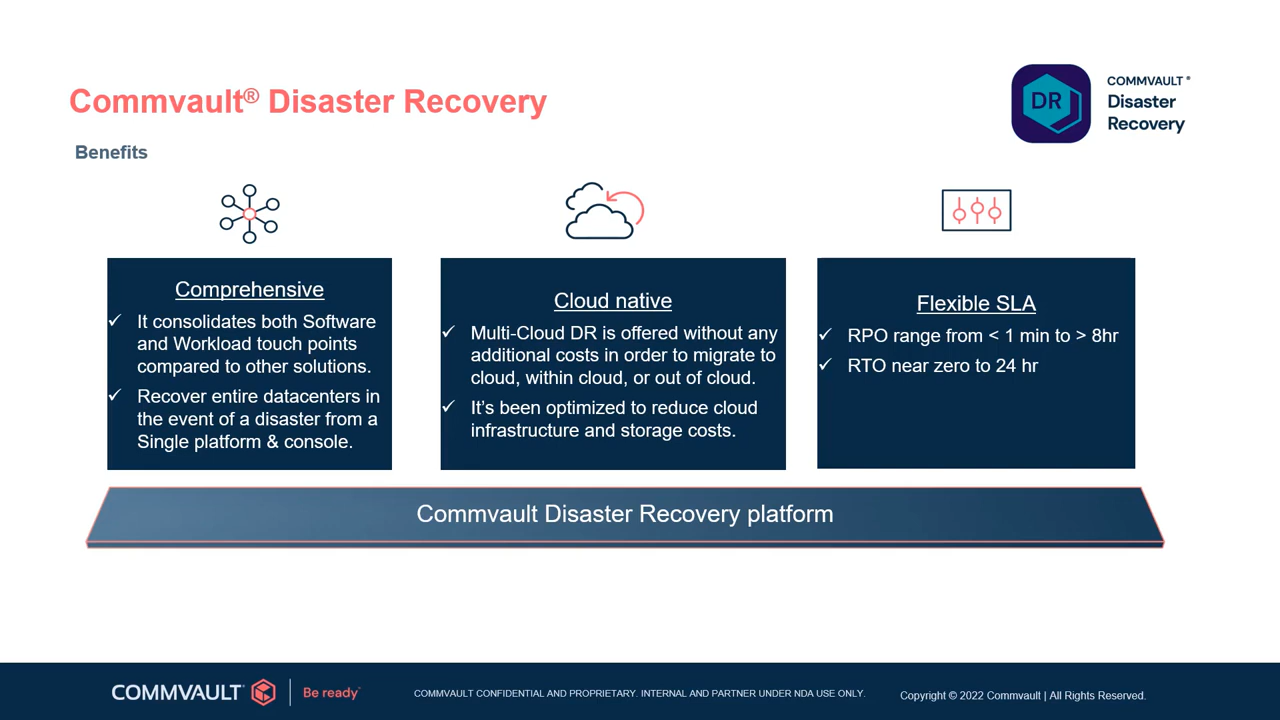 Commvault® Disaster Recovery
Benefits
DR
COMMVAULT®
Disaster
Recovery
Comprehensive
✓ It consolidates both Software
and Workload touch points
compared to other solutions.
✓ Recover entire datacenters in
the event of a disaster from a
Single platform & console.
Cloud native
✓ Multi-Cloud DR is offered without any
additional costs in order to migrate to
cloud, within cloud, or out of cloud.
✓ It’s been optimized to reduce cloud
infrastructure and storage costs.
Flexible SLA
✓ RPO range from < 1 min to > 8hr
✓ RTO near zero to 24 hr
Commvault Disaster Recovery platform
COMMVAULT Be ready
COMMVAULT CONFIDENTIAL AND PROPRIETARY. INTERNAL AND PARTNER UNDER NDA USE ONLY.
Copyright © 2022 Commvault | All Rights Reserved.